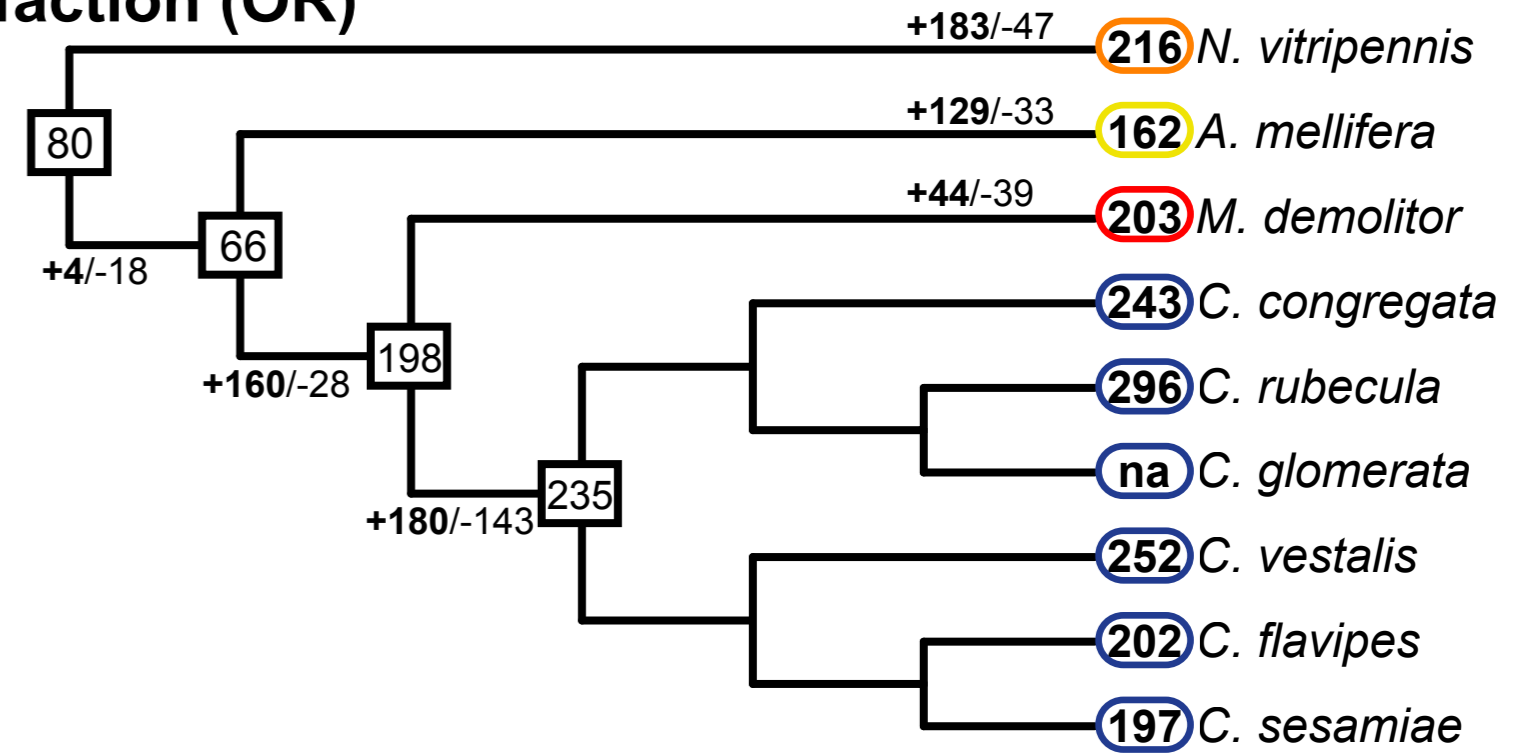 (OR)
+183/-47
216 N. vitripennis
80
+129/-33
162 A. mellifera
+44/-39
203 M. demolitor
66
+4/-18
243 C. congregata
198
+160/-28
296 C. rubecula
na C. glomerata
235
+180/-143
252 C. vestalis
202 C. flavipes
197 C. sesamiae